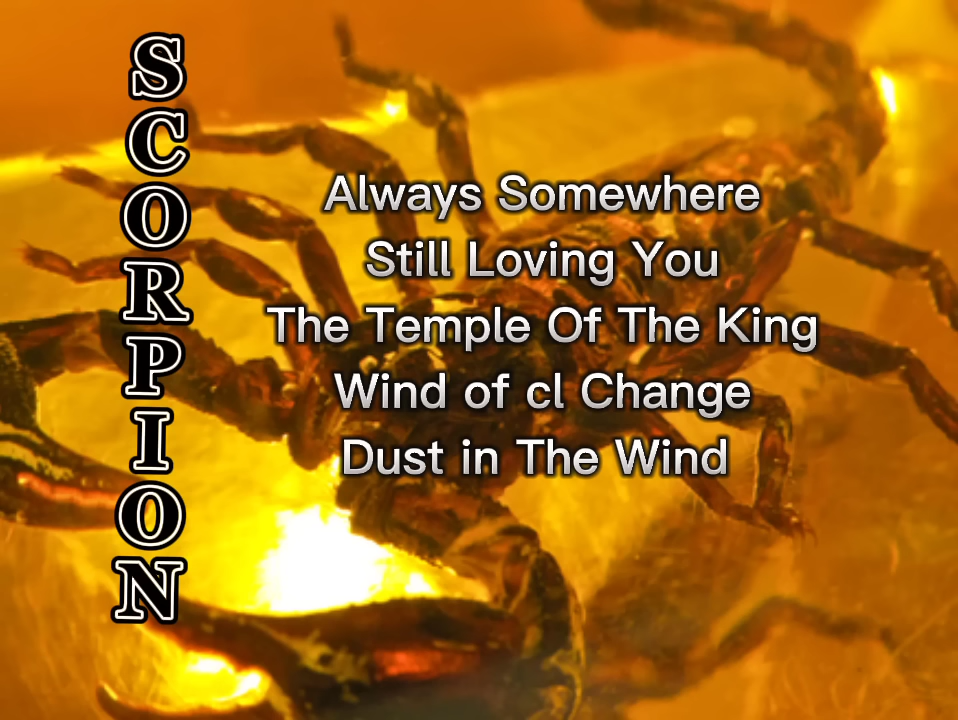 SCORPION
Always Somewhere
Still Loving You
The Temple Of The King
Wind of cl Change
Dust in The Wind